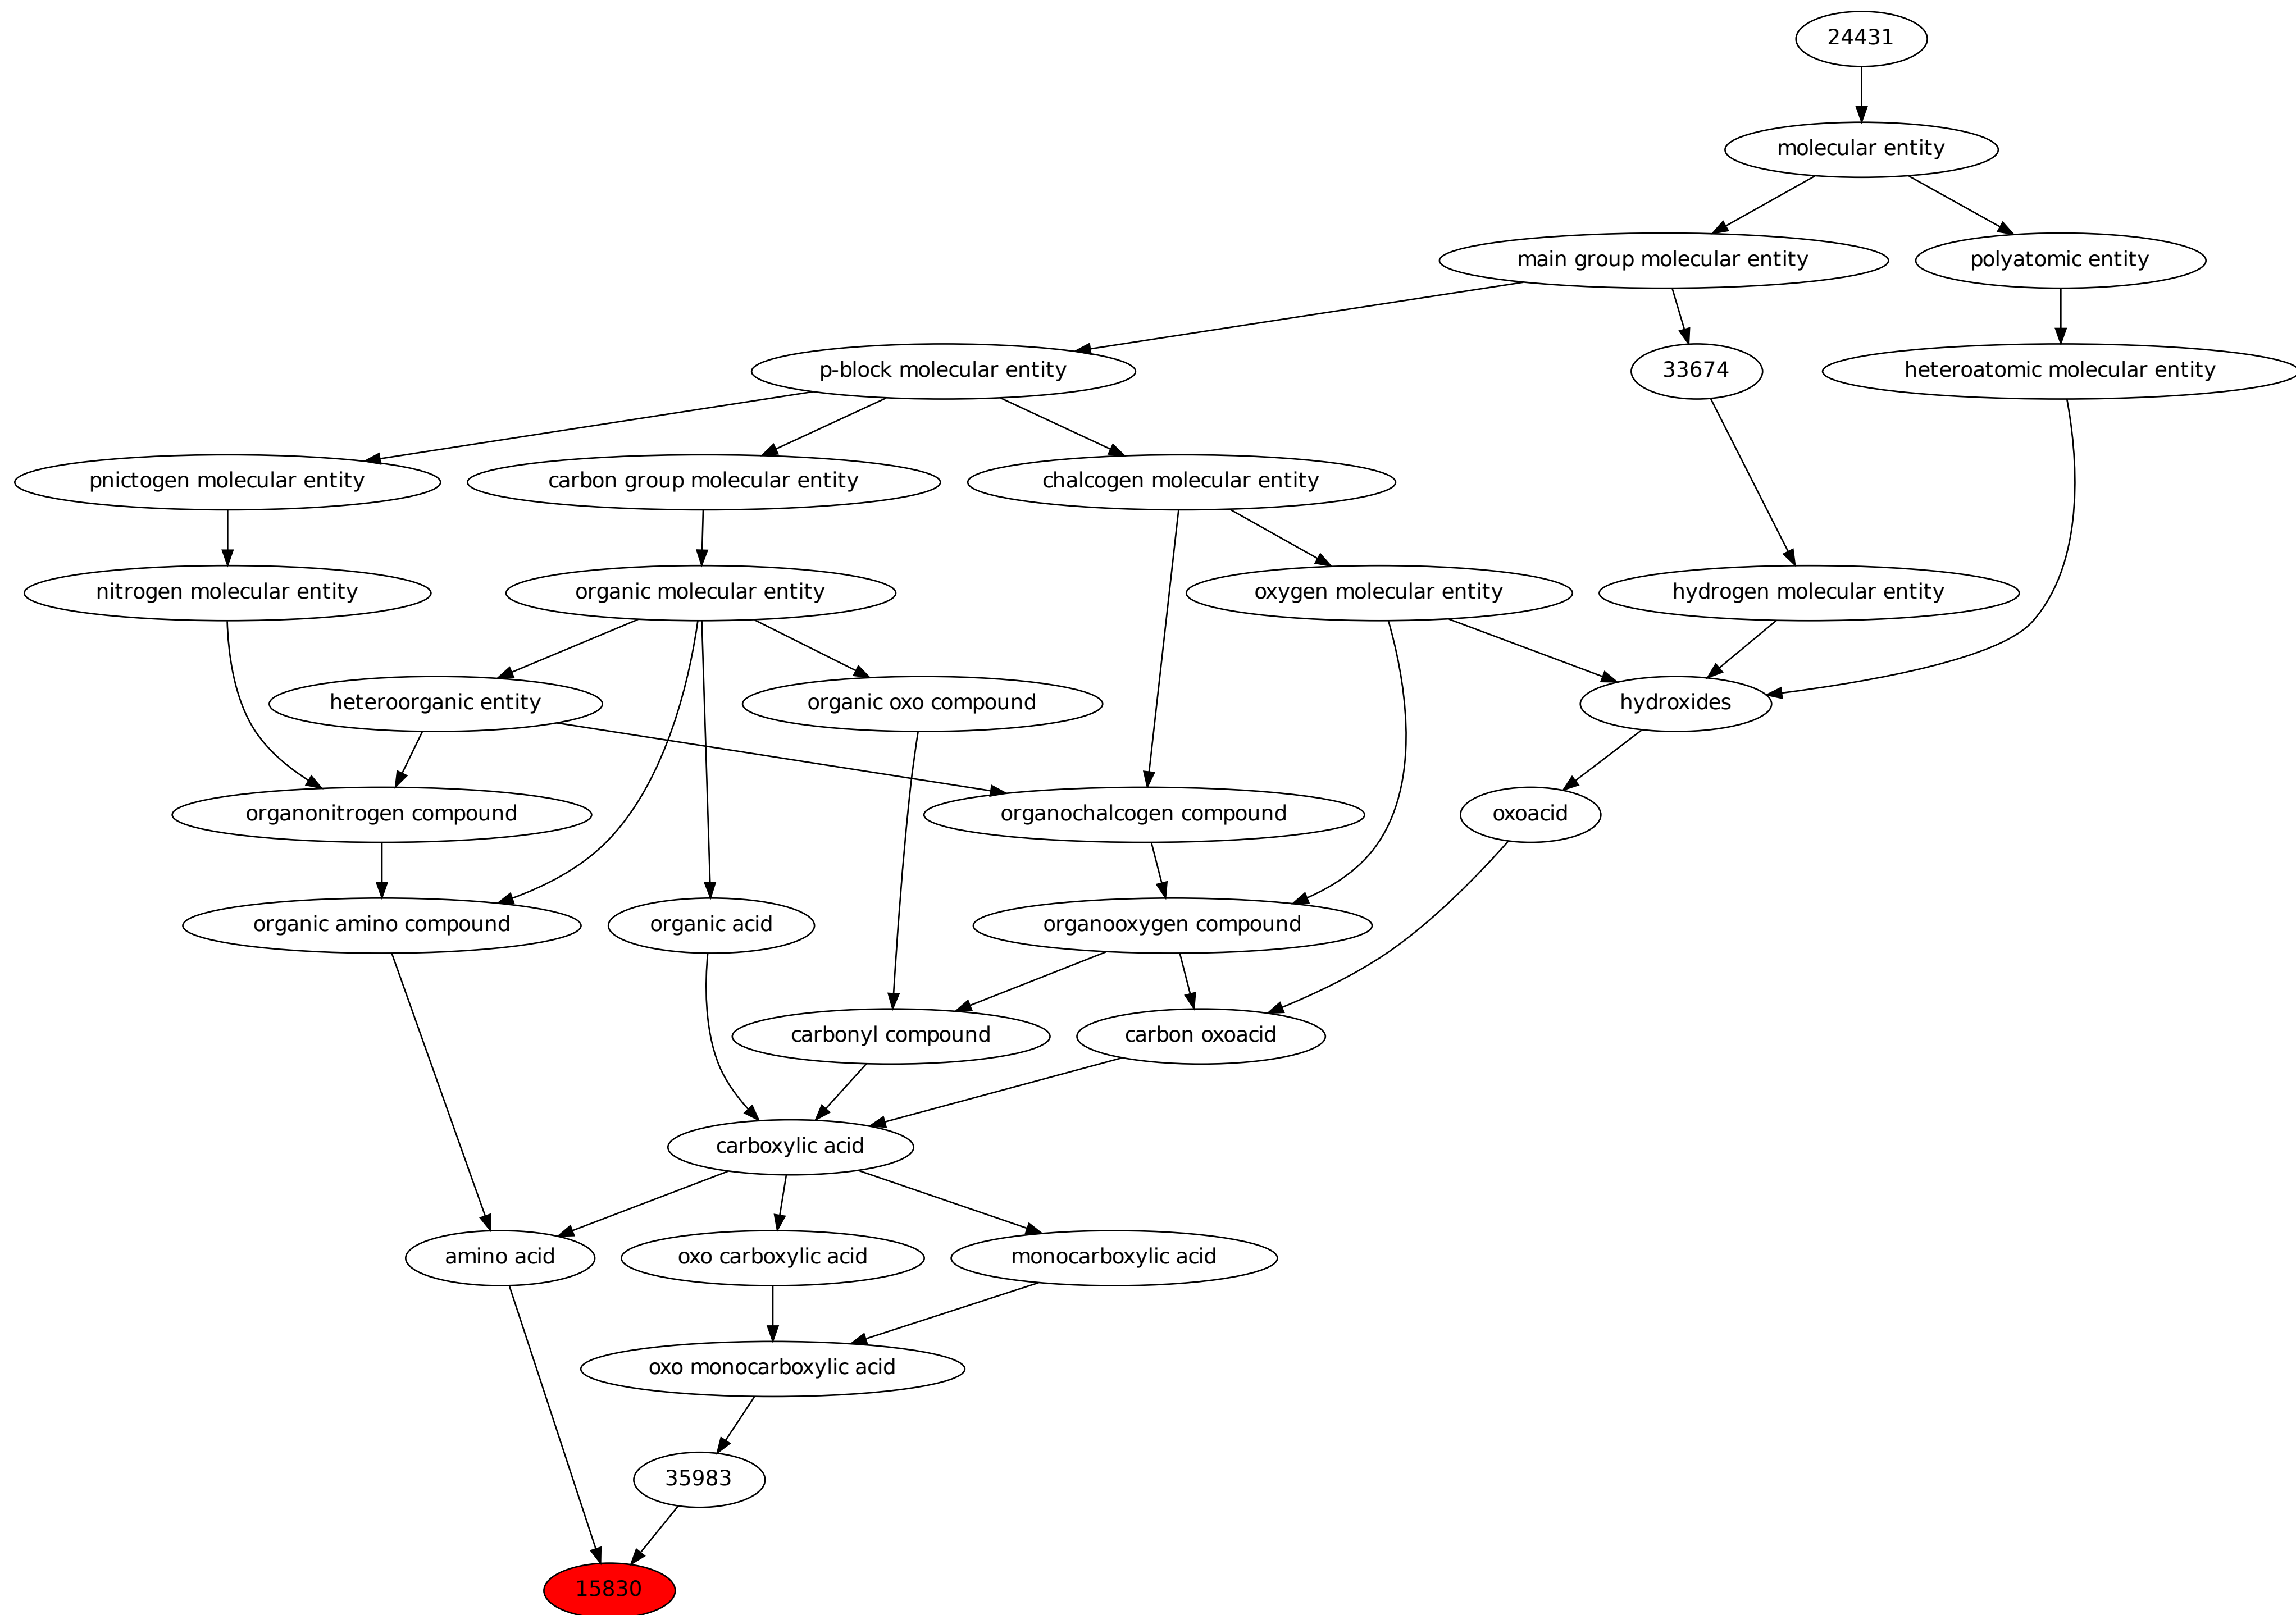 24431
molecular entity
main group molecular entity
polyatomic entity
p-block molecular entity
33674
heteroatomic molecular entity
pnictogen molecular entity
carbon group molecular entity
chalcogen molecular entity
nitrogen molecular entity
organic molecular entity
oxygen molecular entity
hydrogen molecular entity
heteroorganic entity
organic oxo compound
hydroxides
organonitrogen compound
organochalcogen compound
oxoacid
organic amino compound
organic acid
organooxygen compound
carbonyl compound
carbon oxoacid
carboxylic acid
amino acid
oxo carboxylic acid
monocarboxylic acid
oxo monocarboxylic acid
35983
15830